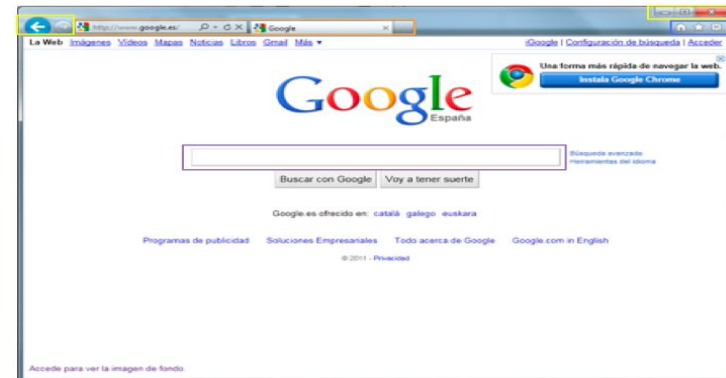 http://www.google.es/ Google
La Web Imágenes Vídeos Mapas Noticias Libros Gmail Más ▾ iGoogle | Configuración de búsqueda | Acceder
Una forma más rápida de navegar la web.
Instala Google Chrome
Google
España
Búsqueda avanzada
Herramientas del idioma
Buscar con Google Voy a tener suerte
Google.es ofrecido en: català galego euskara
Programas de publicidad Soluciones Empresariales Todo acerca de Google Google.com in English
© 2011 - Privacidad
Accede para ver la imagen de fondo